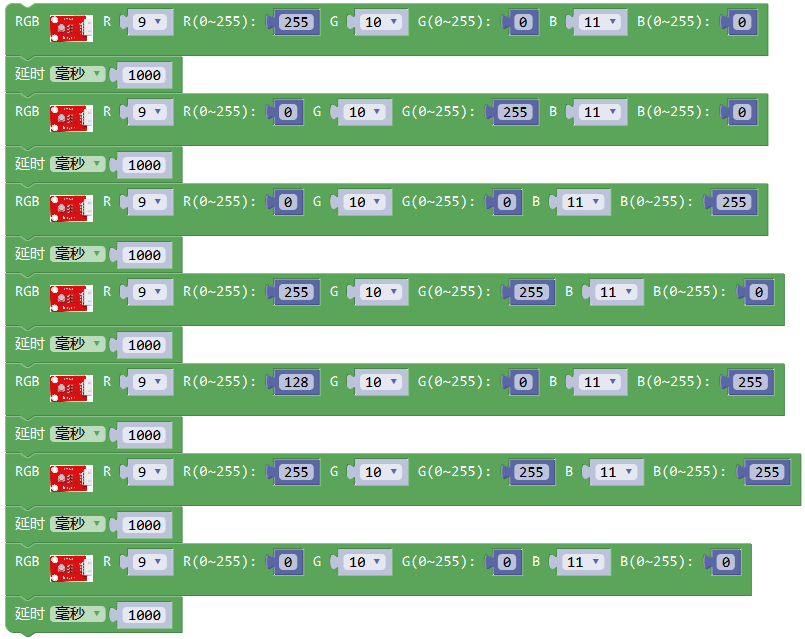 RGB R 9 R(0~255): 255 G 10 G(0~255): 0 B 11 B(0~255): 0
延时 毫秒 1000
RGB R 9 R(0~255): 0 G 10 G(0~255): 255 B 11 B(0~255): 0
延时 毫秒 1000
RGB R 9 R(0~255): 0 G 10 G(0~255): 0 B 11 B(0~255): 255
延时 毫秒 1000
RGB R 9 R(0~255): 255 G 10 G(0~255): 255 B 11 B(0~255): 0
延时 毫秒 1000
RGB R 9 R(0~255): 128 G 10 G(0~255): 0 B 11 B(0~255): 255
延时 毫秒 1000
RGB R 9 R(0~255): 255 G 10 G(0~255): 255 B 11 B(0~255): 255
延时 毫秒 1000
RGB R 9 R(0~255): 0 G 10 G(0~255): 0 B 11 B(0~255): 0
延时 毫秒 1000